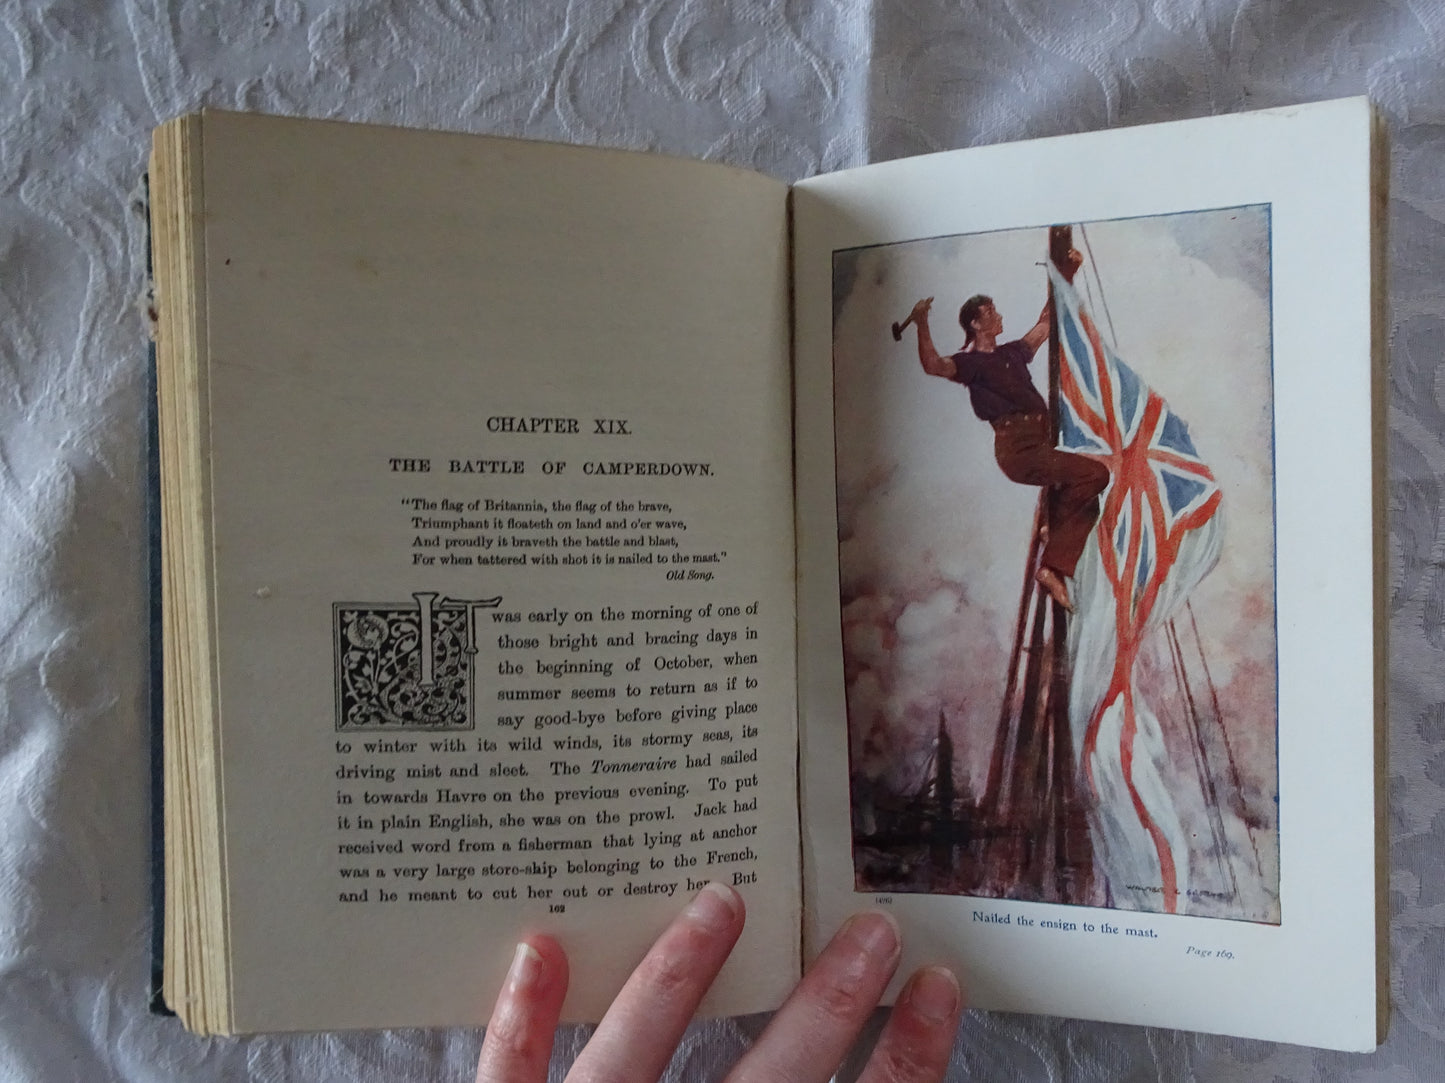 CHAPTER XIX.
THE BATTLE OF CAMPERDOWN.
"The flag of Britannia, the flag of the brave,
Triumphant it floateth on land and o'er wave,
And proudly it braveth the battle and blast,
For when tattered with shot it is nailed to the mast."
Old Song.
IT was early on the morning of one of
those bright and bracing days in
the beginning of October, when
summer seems to return as if to
say good-bye before giving place
to winter with its wild winds, its stormy seas, its
driving mist and sleet. The Tonneraire had sailed
in towards Havre on the previous evening. To put
it in plain English, she was on the prowl. Jack had
received word from a fisherman that lying at anchor
was a very large store-ship belonging to the French,
and he meant to cut her out or destroy her. But
162
Nailed the ensign to the mast.
Page 169.